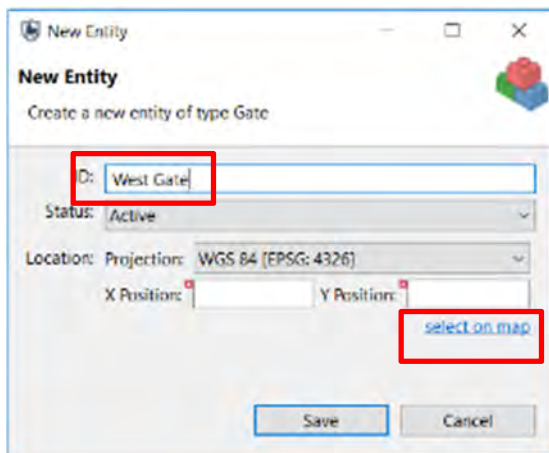 New Entity
New Entity
Create a new entity of type Gate
ID: West Gate
Status: Active
Location: Projection: WGS 84 [EPSG: 4326]
X Position: Y Position:
select on map
Save Cancel